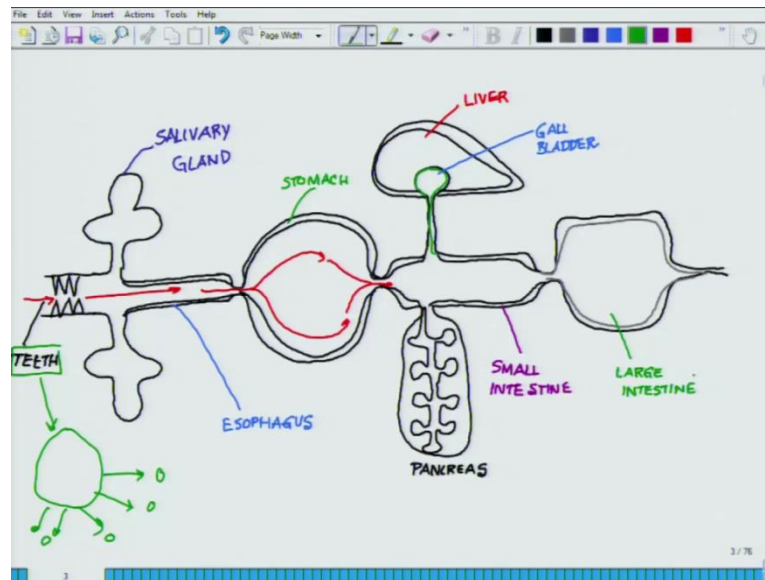 File Edit View Insert Actions Tools Help
Page Width
B I
LIVER
GALL
BLADDER
SALIVARY
GLAND
STOMACH
TEETH
ESOPHAGUS
SMALL
INTESTINE
LARGE
INTESTINE
PANCREAS
3 / 76
3